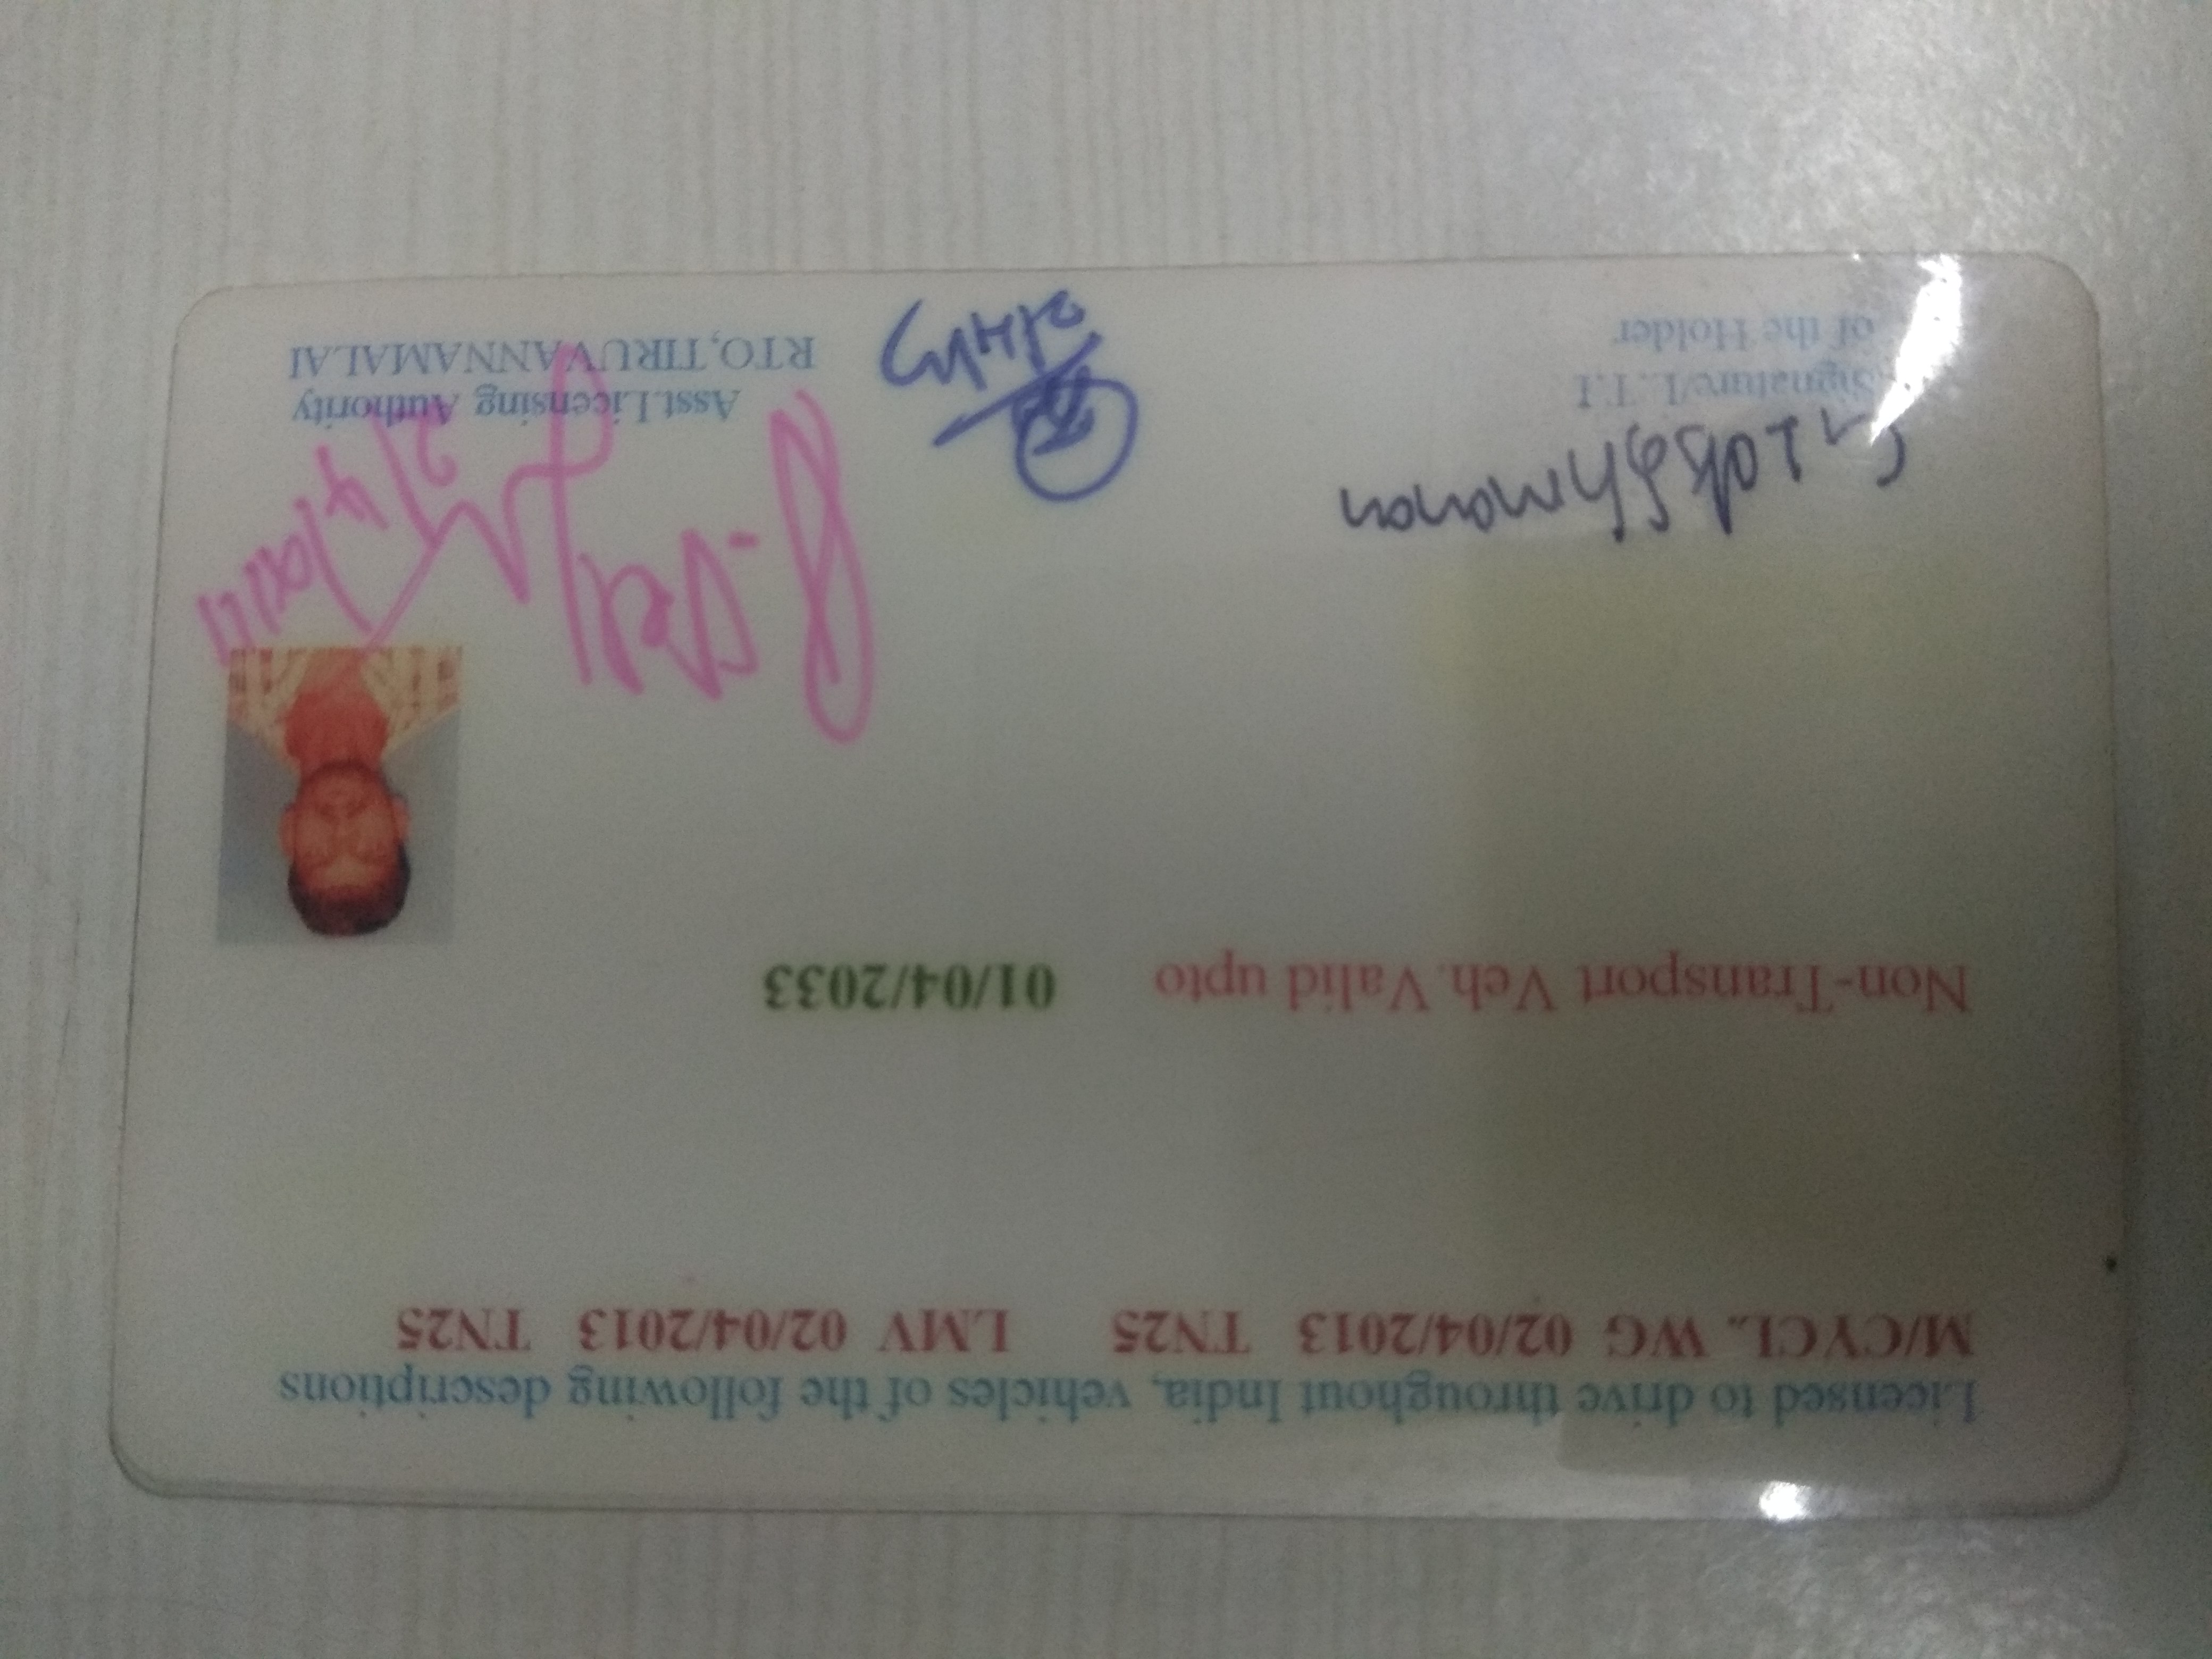 Licensed to drive throughout India, vehicles of the following descriptions
M/CYCL. WG 02/04/2013 TN25 LMV 02/04/2013 TN25
Non-Transport Veh. Valid upto 01/04/2033
Signature/L.T.I
of the Holder
Asst.Licensing Authority
RTO,TIRUVANNAMALAI